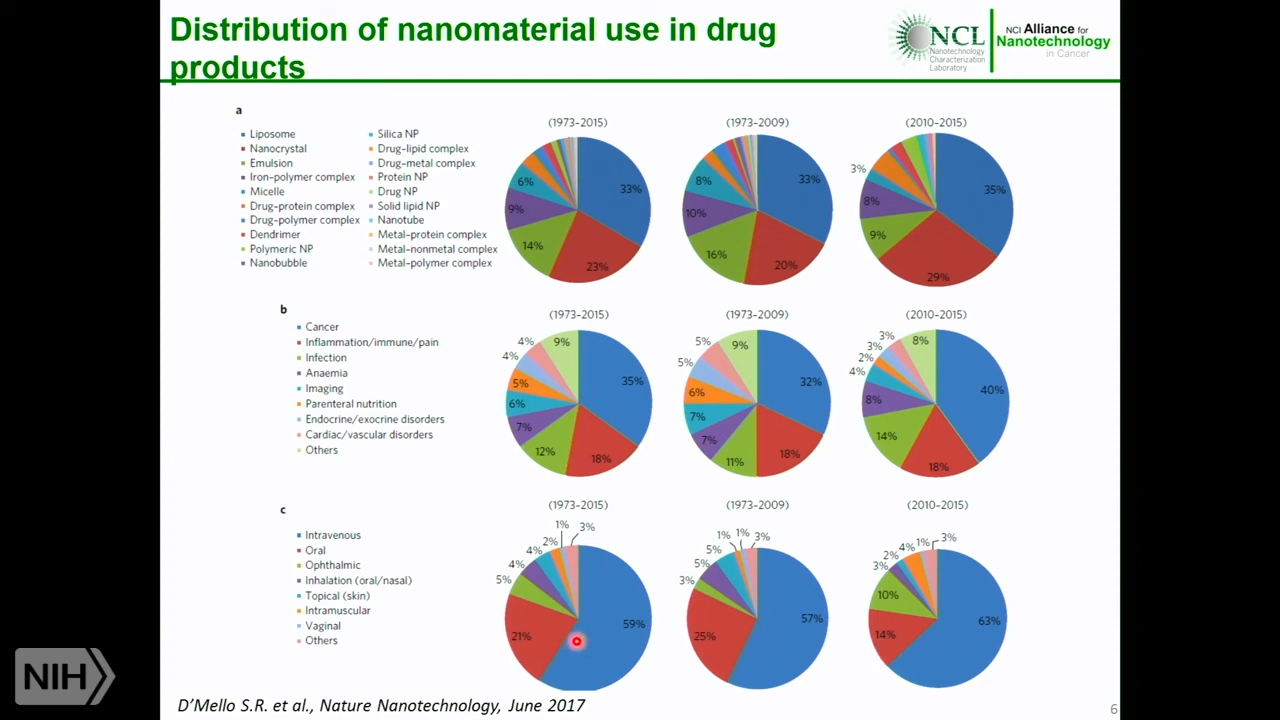 Distribution of nanomaterial use in drug
products
NCL
Nanotechnology
Characterization
Laboratory
NCI Alliance for
Nanotechnology
in Cancer
a
Liposome
Nanocrystal
Emulsion
Iron–polymer complex
Micelle
Drug–protein complex
Drug–polymer complex
Dendrimer
Polymeric NP
Nanobubble
Silica NP
Drug–lipid complex
Drug–metal complex
Protein NP
Drug NP
Solid lipid NP
Nanotube
Metal–protein complex
Metal–nonmetal complex
Metal–polymer complex
(1973–2015)
33%
23%
14%
9%
6%
(1973–2009)
33%
20%
16%
10%
8%
(2010–2015)
35%
29%
9%
8%
3%
b
Cancer
Inflammation/immune/pain
Infection
Anaemia
Imaging
Parenteral nutrition
Endocrine/exocrine disorders
Cardiac/vascular disorders
Others
(1973–2015)
35%
18%
12%
7%
6%
5%
4%
4%
9%
(1973–2009)
32%
18%
11%
7%
7%
6%
5%
5%
9%
(2010–2015)
40%
18%
14%
8%
4%
2%
3%
3%
8%
c
Intravenous
Oral
Ophthalmic
Inhalation (oral/nasal)
Topical (skin)
Intramuscular
Vaginal
Others
(1973–2015)
59%
21%
5%
4%
4%
2%
1%
3%
(1973–2009)
57%
25%
3%
5%
5%
1%
1%
3%
(2010–2015)
63%
14%
10%
3%
2%
4%
1%
3%
NIH
D'Mello S.R. et al., Nature Nanotechnology, June 2017
6